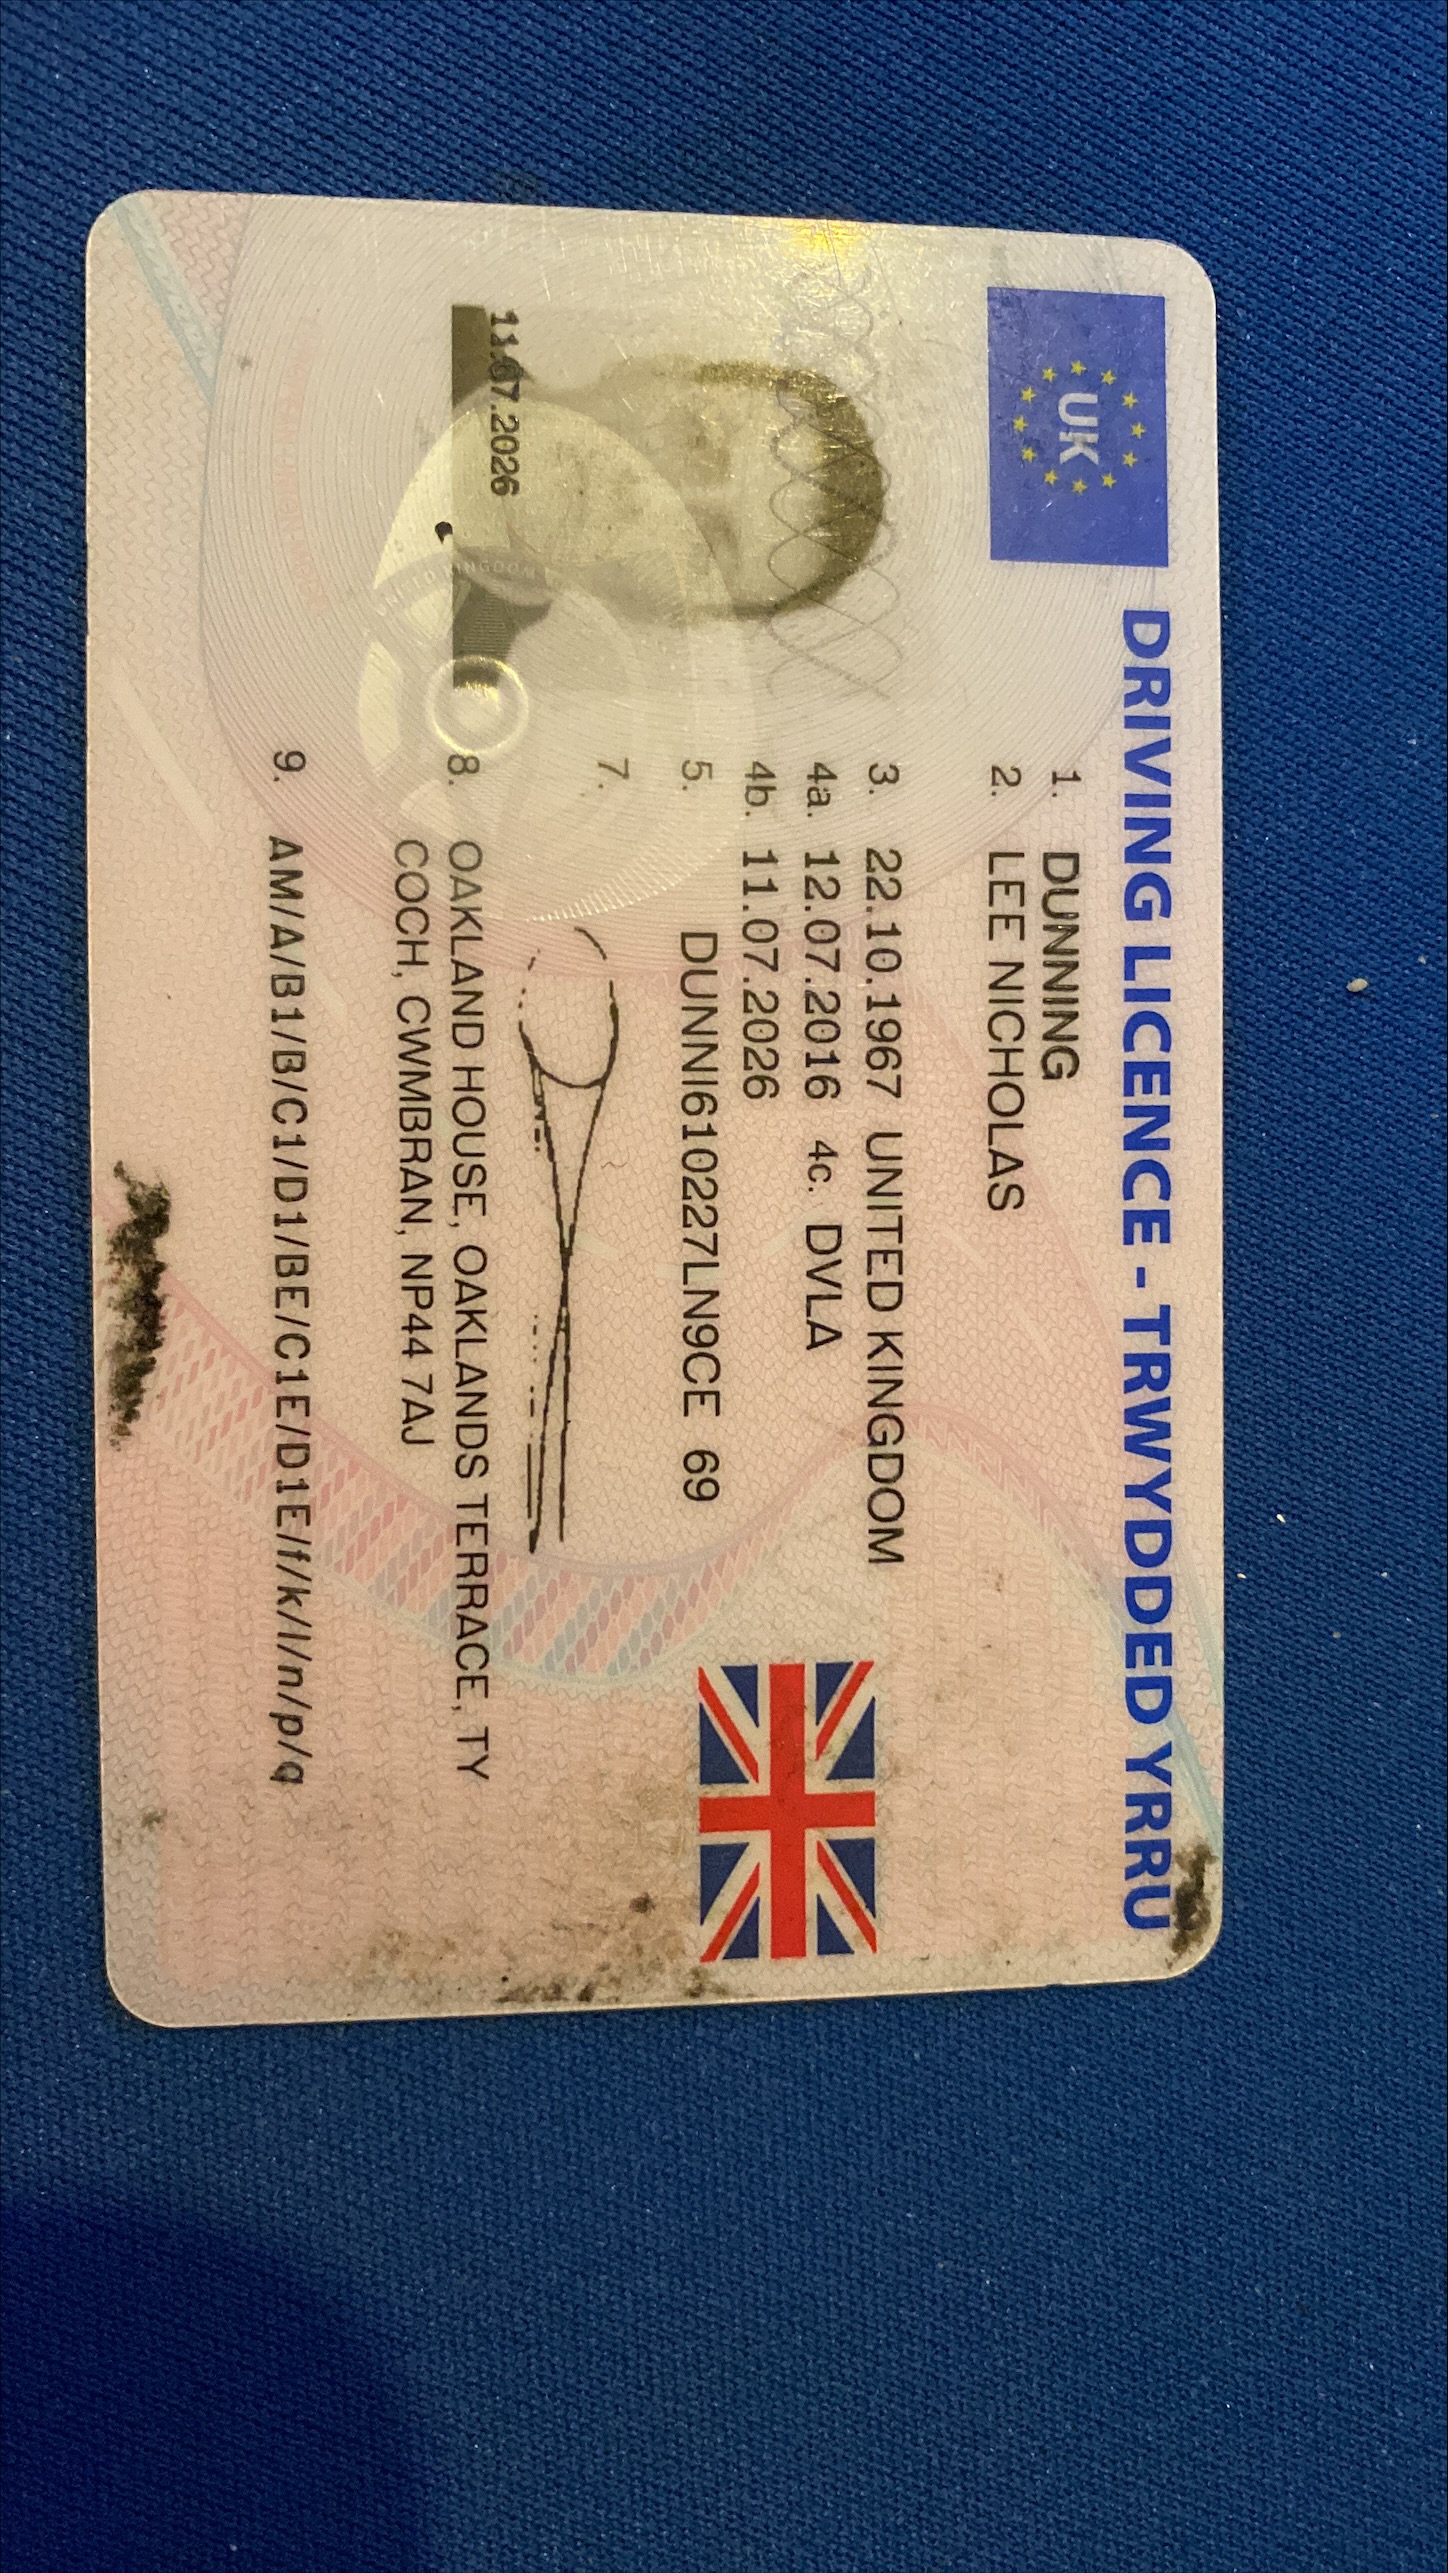 UK
DRIVING LICENCE - TRWYDDED YRRU
1. DUNNING
2. LEE NICHOLAS
3. 22.10.1967 UNITED KINGDOM
4a. 12.07.2016 4c. DVLA
4b. 11.07.2026
5. DUNNI610227LN9CE 69
7.
8. OAKLAND HOUSE, OAKLANDS TERRACE, TY
COCH, CWMBRAN, NP44 7AJ
9. AM/A/B1/B/C1/D1/BE/C1E/D1E/f/k/l/n/p/q
11.07.2026
UNITED KINGDOM